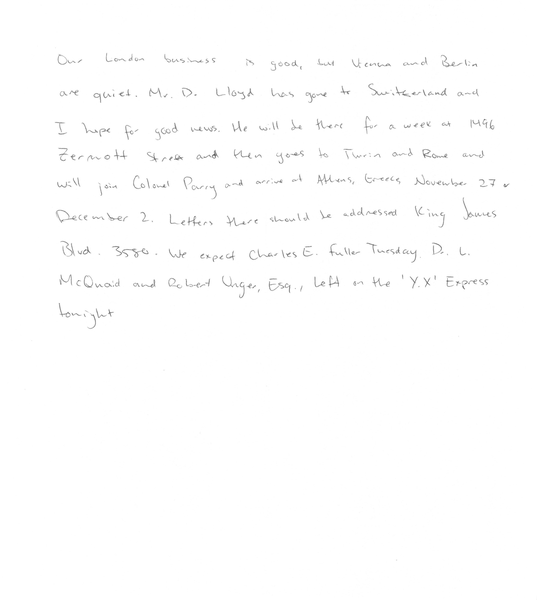 Our London business is good, but Vienna and Berlin
are quiet. Mr. D. Lloyd has gone to Switzerland and
I hope for good news. He will be there for a week at 1496
Zermott Street and then goes to Turin and Rome and
will join Colonel Parry and arrive at Athens, Greece, November 27 or
December 2. Letters there should be addressed King James
Blvd. 3580. We expect Charles E. Fuller Tuesday. D. L.
McQuaid and Robert Unger, Esq., left on the 'Y.X' Express
tonight